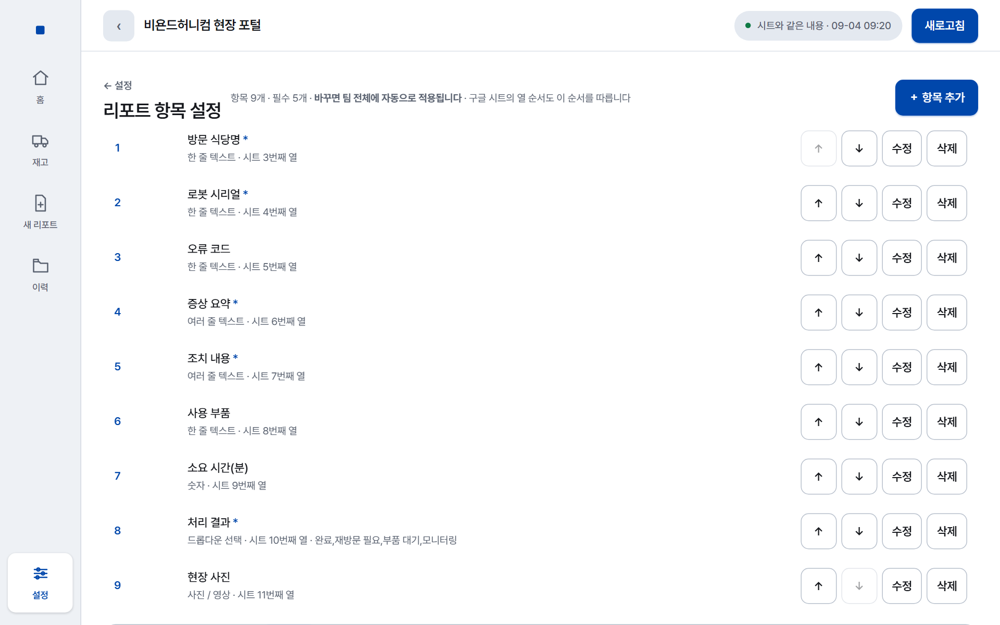 비욘드허니컴 현장 포털
시트와 같은 내용 · 09-04 09:20
새로고침
홈
재고
새 리포트
이력
설정
← 설정
리포트 항목 설정
항목 9개 · 필수 5개 · 바꾸면 팀 전체에 자동으로 적용됩니다 · 구글 시트의 열 순서도 이 순서를 따릅니다
+ 항목 추가
1
방문 식당명 *
한 줄 텍스트 · 시트 3번째 열
↑ ↓ 수정 삭제
2
로봇 시리얼 *
한 줄 텍스트 · 시트 4번째 열
↑ ↓ 수정 삭제
3
오류 코드
한 줄 텍스트 · 시트 5번째 열
↑ ↓ 수정 삭제
4
증상 요약 *
여러 줄 텍스트 · 시트 6번째 열
↑ ↓ 수정 삭제
5
조치 내용 *
여러 줄 텍스트 · 시트 7번째 열
↑ ↓ 수정 삭제
6
사용 부품
한 줄 텍스트 · 시트 8번째 열
↑ ↓ 수정 삭제
7
소요 시간(분)
숫자 · 시트 9번째 열
↑ ↓ 수정 삭제
8
처리 결과 *
드롭다운 선택 · 시트 10번째 열 · 완료,재방문 필요,부품 대기,모니터링
↑ ↓ 수정 삭제
9
현장 사진
사진 / 영상 · 시트 11번째 열
↑ ↓ 수정 삭제